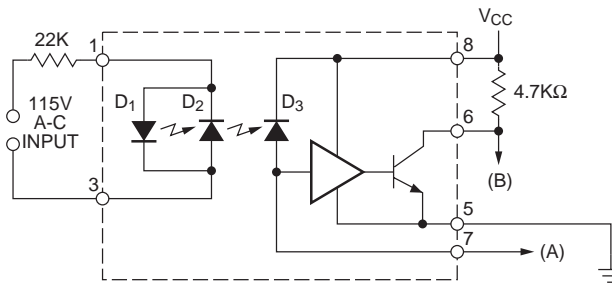 22K
1
115V
A-C
INPUT
3
D1
D2
D3
VCC
8
4.7KΩ
6
(B)
5
7
(A)